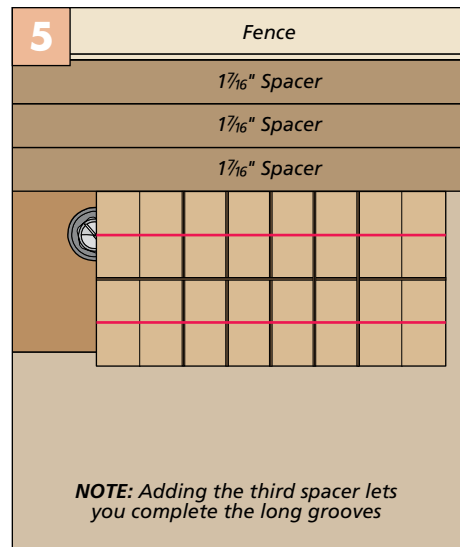 5
Fence
1⁷⁄₁₆" Spacer
1⁷⁄₁₆" Spacer
1⁷⁄₁₆" Spacer
NOTE: Adding the third spacer lets
you complete the long grooves